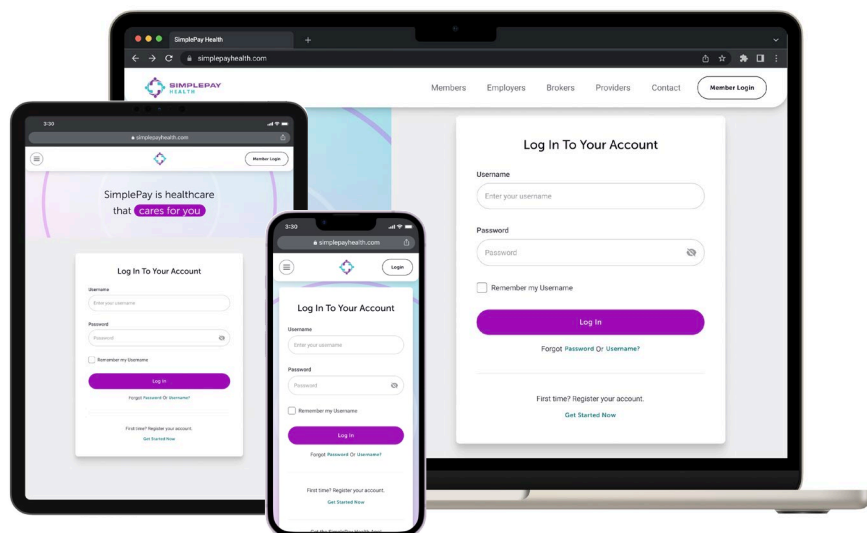 SimplePay Health
simplepayhealth.com
SIMPLEPAY
HEALTH
Members Employers Brokers Providers Contact Member Login
Log In To Your Account
Username
Enter your username
Password
Password
Remember my Username
Log In
Forgot Password Or Username?
First time? Register your account.
Get Started Now
3:30
simplepayhealth.com
Member Login
SimplePay is healthcare
that cares for you
Log In To Your Account
Username
Enter your username
Password
Password
Remember my Username
Log In
Forgot Password Or Username?
First time? Register your account.
Get Started Now
3:30
simplepayhealth.com
Login
Log In To Your Account
Username
Enter your username
Password
Password
Remember my Username
Log In
Forgot Password Or Username?
First time? Register your account.
Get Started Now
Get the SimplePay Health App!